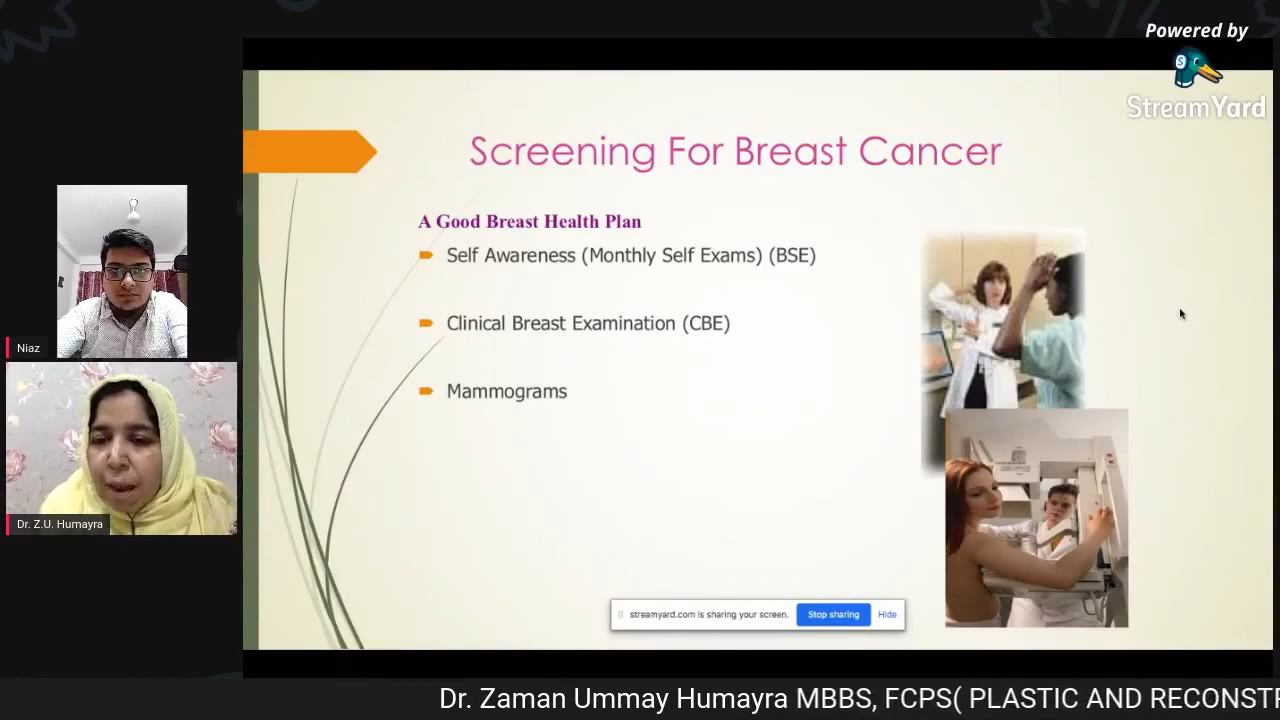 Powered by
StreamYard
Screening For Breast Cancer
A Good Breast Health Plan
Self Awareness (Monthly Self Exams) (BSE)
Clinical Breast Examination (CBE)
Mammograms
Niaz
Dr. Z.U. Humayra
streamyard.com is sharing your screen.
Stop sharing
Hide
Dr. Zaman Ummay Humayra MBBS, FCPS( PLASTIC AND RECONST